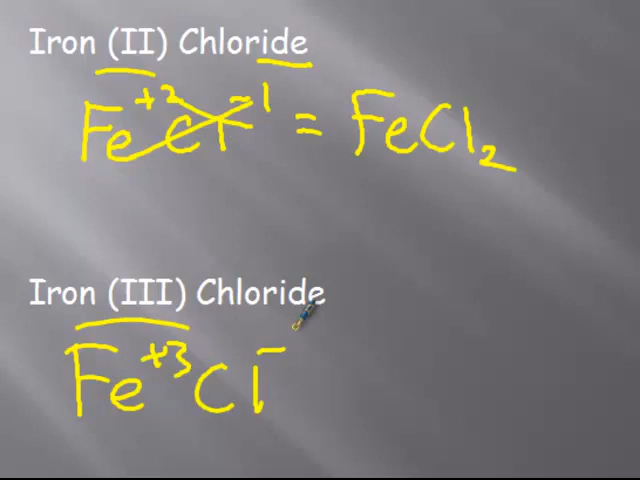 Iron (II) Chloride
Fe+2 Cl-1 = FeCl2
Iron (III) Chloride
Fe+3 Cl-